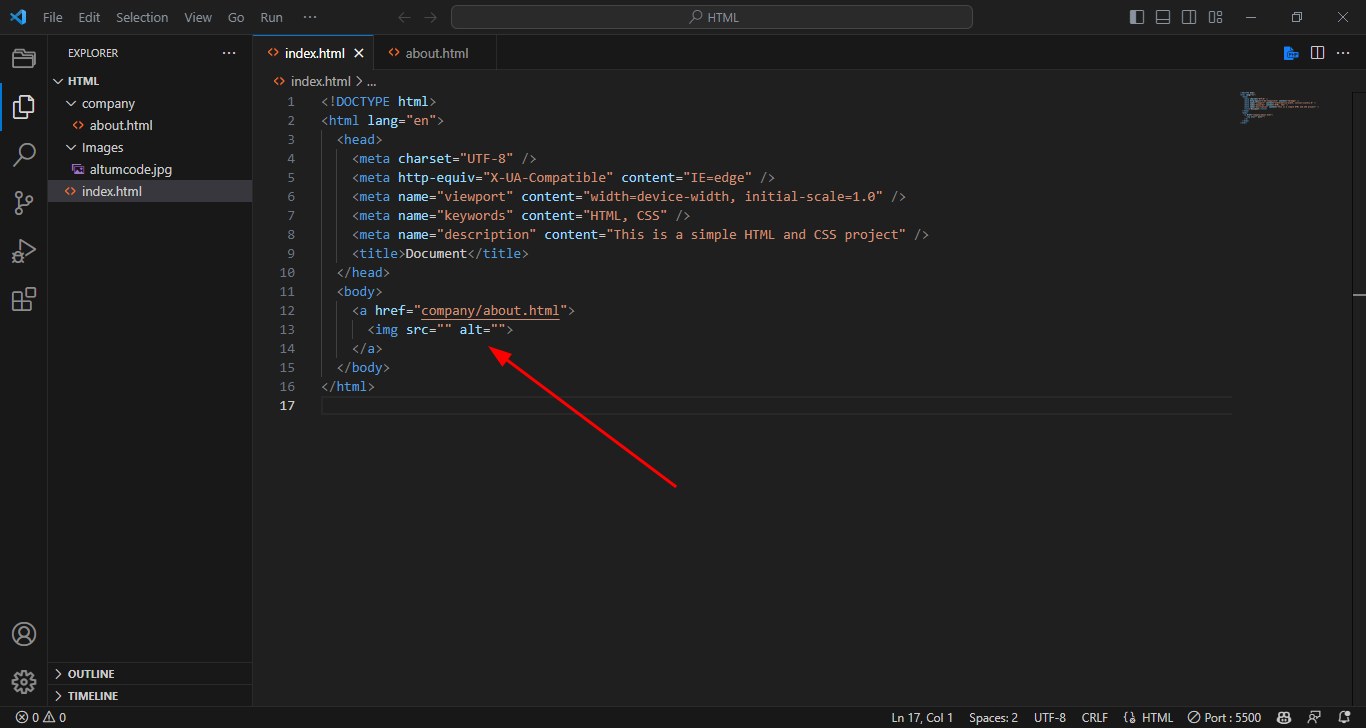 File Edit Selection View Go Run ··· HTML
EXPLORER ···
HTML
company
about.html
Images
altumcode.jpg
index.html
OUTLINE
TIMELINE
index.html about.html
index.html > ...
1 <!DOCTYPE html>
2 <html lang="en">
3 <head>
4 <meta charset="UTF-8" />
5 <meta http-equiv="X-UA-Compatible" content="IE=edge" />
6 <meta name="viewport" content="width=device-width, initial-scale=1.0" />
7 <meta name="keywords" content="HTML, CSS" />
8 <meta name="description" content="This is a simple HTML and CSS project" />
9 <title>Document</title>
10 </head>
11 <body>
12 <a href="company/about.html">
13 <img src="" alt="">
14 </a>
15 </body>
16 </html>
17
0 0 Ln 17, Col 1 Spaces: 2 UTF-8 CRLF HTML Port : 5500